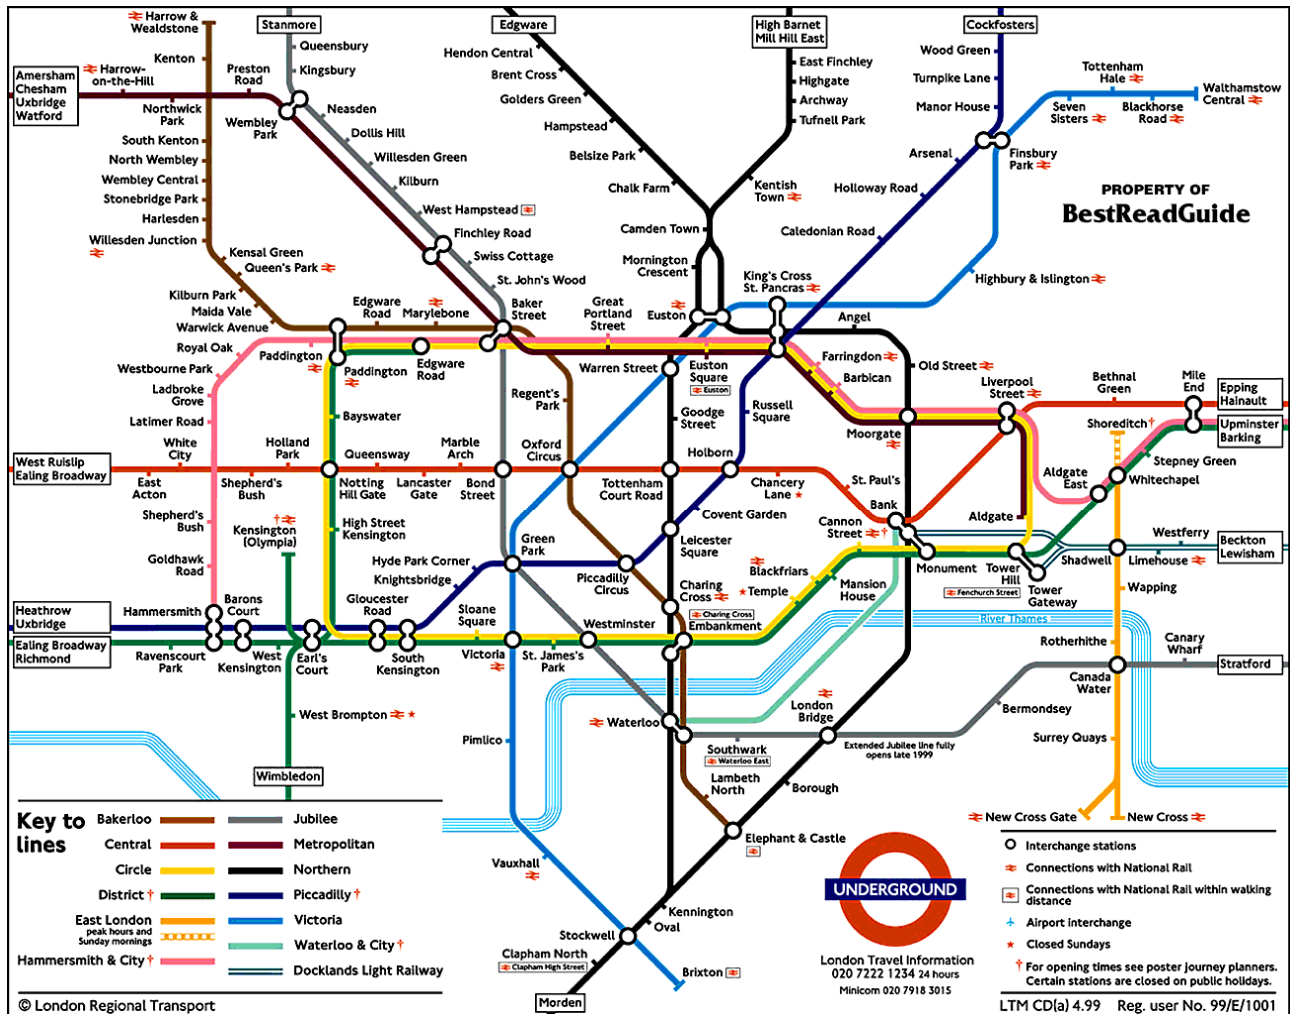 Harrow &
Wealdstone
Stanmore
Edgware
High Barnet
Mill Hill East
Cockfosters
Kenton
Queensbury
Kingsbury
Hendon Central
Brent Cross
Golders Green
Hampstead
Belsize Park
Chalk Farm
East Finchley
Highgate
Archway
Tufnell Park
Wood Green
Turnpike Lane
Manor House
Tottenham
Hale
Walthamstow
Central
Seven
Sisters
Blackhorse
Road
Amersham
Chesham
Uxbridge
Watford
Harrow-
on-the-Hill
Preston
Road
Northwick
Park
Wembley
Park
Neasden
Dollis Hill
Willesden Green
Kilburn
West Hampstead
Finchley Road
Swiss Cottage
St. John's Wood
South Kenton
North Wembley
Wembley Central
Stonebridge Park
Harlesden
Willesden Junction
Kensal Green
Queen's Park
Kilburn Park
Maida Vale
Warwick Avenue
Kentish
Town
Camden Town
Mornington
Crescent
Arsenal
Finsbury
Park
Holloway Road
Caledonian Road
Highbury & Islington
PROPERTY OF
BestReadGuide
King's Cross
St. Pancras
Euston
Angel
Old Street
Edgware
Road
Marylebone
Baker
Street
Great
Portland
Street
Royal Oak
Westbourne Park
Ladbroke
Grove
Latimer Road
Paddington
Paddington
Edgware
Road
Bayswater
Warren Street
Euston
Square
Euston
Farringdon
Barbican
Moorgate
Liverpool
Street
Bethnal
Green
Mile
End
Epping
Hainault
Upminster
Barking
Shoreditch †
Stepney Green
Whitechapel
Aldgate
East
Aldgate
Regent's
Park
Goodge
Street
Russell
Square
West Ruislip
Ealing Broadway
White
City
Holland
Park
Queensway
Marble
Arch
Oxford
Circus
Holborn
East
Acton
Shepherd's
Bush
Notting
Hill Gate
Lancaster
Gate
Bond
Street
Tottenham
Court Road
Chancery
Lane
St. Paul's
Bank
Shepherd's
Bush
Kensington
(Olympia)
†
High Street
Kensington
Goldhawk
Road
Hyde Park Corner
Knightsbridge
Green
Park
Covent Garden
Leicester
Square
Piccadilly
Circus
Cannon
Street
†
Monument
Tower
Hill
Fenchurch Street
Tower
Gateway
Shadwell
Westferry
Limehouse
Beckton
Lewisham
Blackfriars
Temple
Mansion
House
Charing
Cross
Charing Cross
Embankment
Wapping
River Thames
Rotherhithe
Heathrow
Uxbridge
Ealing Broadway
Richmond
Hammersmith
Barons
Court
Gloucester
Road
Sloane
Square
Westminster
Ravenscourt
Park
West
Kensington
Earl's
Court
South
Kensington
Victoria
St. James's
Park
West Brompton
Wimbledon
Pimlico
Waterloo
Southwark
Waterloo East
London
Bridge
Extended Jubilee line fully
opens late 1999
Bermondsey
Canada
Water
Canary
Wharf
Stratford
Surrey Quays
New Cross Gate
New Cross
Lambeth
North
Borough
Elephant & Castle
Vauxhall
Stockwell
Kennington
Oval
Clapham North
Clapham High Street
Morden
Brixton
Key to
lines
Bakerloo
Central
Circle
District †
East London
peak hours and
Sunday mornings
Hammersmith & City †
Jubilee
Metropolitan
Northern
Piccadilly †
Victoria
Waterloo & City †
Docklands Light Railway
© London Regional Transport
UNDERGROUND
London Travel Information
020 7222 1234 24 hours
Minicom 020 7918 3015
Interchange stations
Connections with National Rail
Connections with National Rail within walking
distance
Airport interchange
Closed Sundays
† For opening times see poster journey planners.
Certain stations are closed on public holidays.
LTM CD(a) 4.99 Reg. user No. 99/E/1001